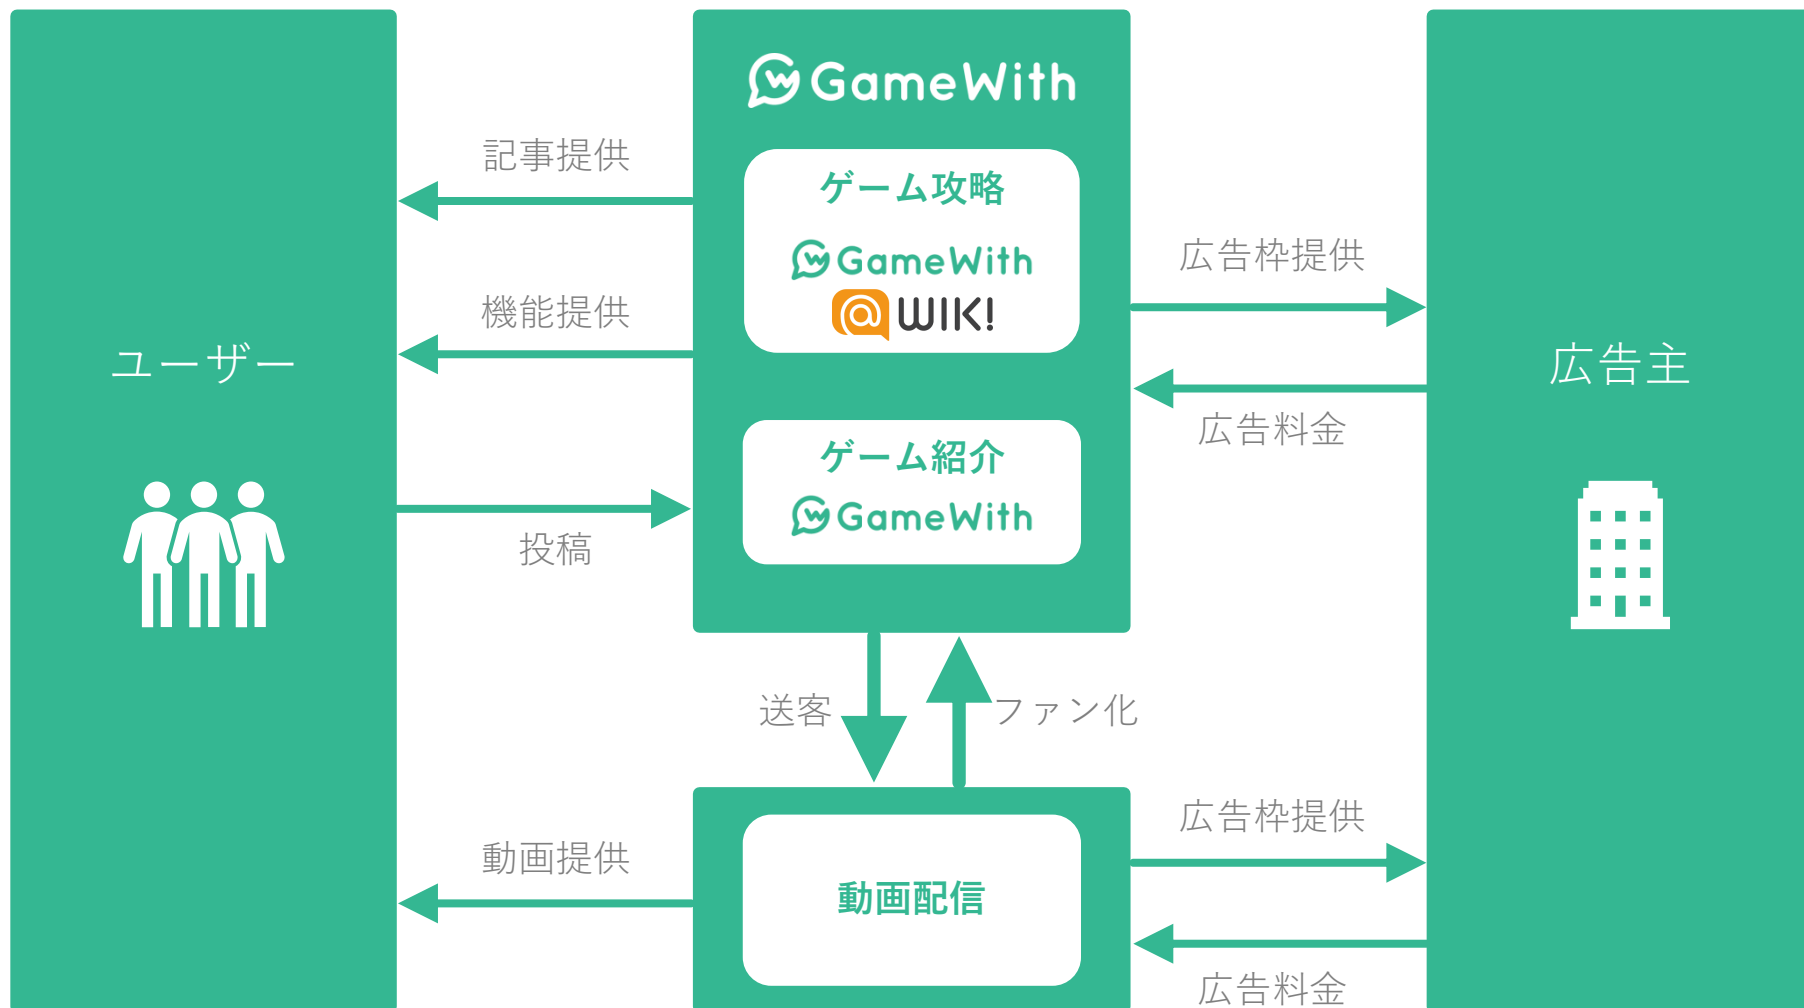 ユーザー
記事提供
機能提供
投稿
動画提供
GameWith
ゲーム攻略
GameWith
@WIKI
ゲーム紹介
GameWith
送客
ファン化
動画配信
広告枠提供
広告料金
広告枠提供
広告料金
広告主